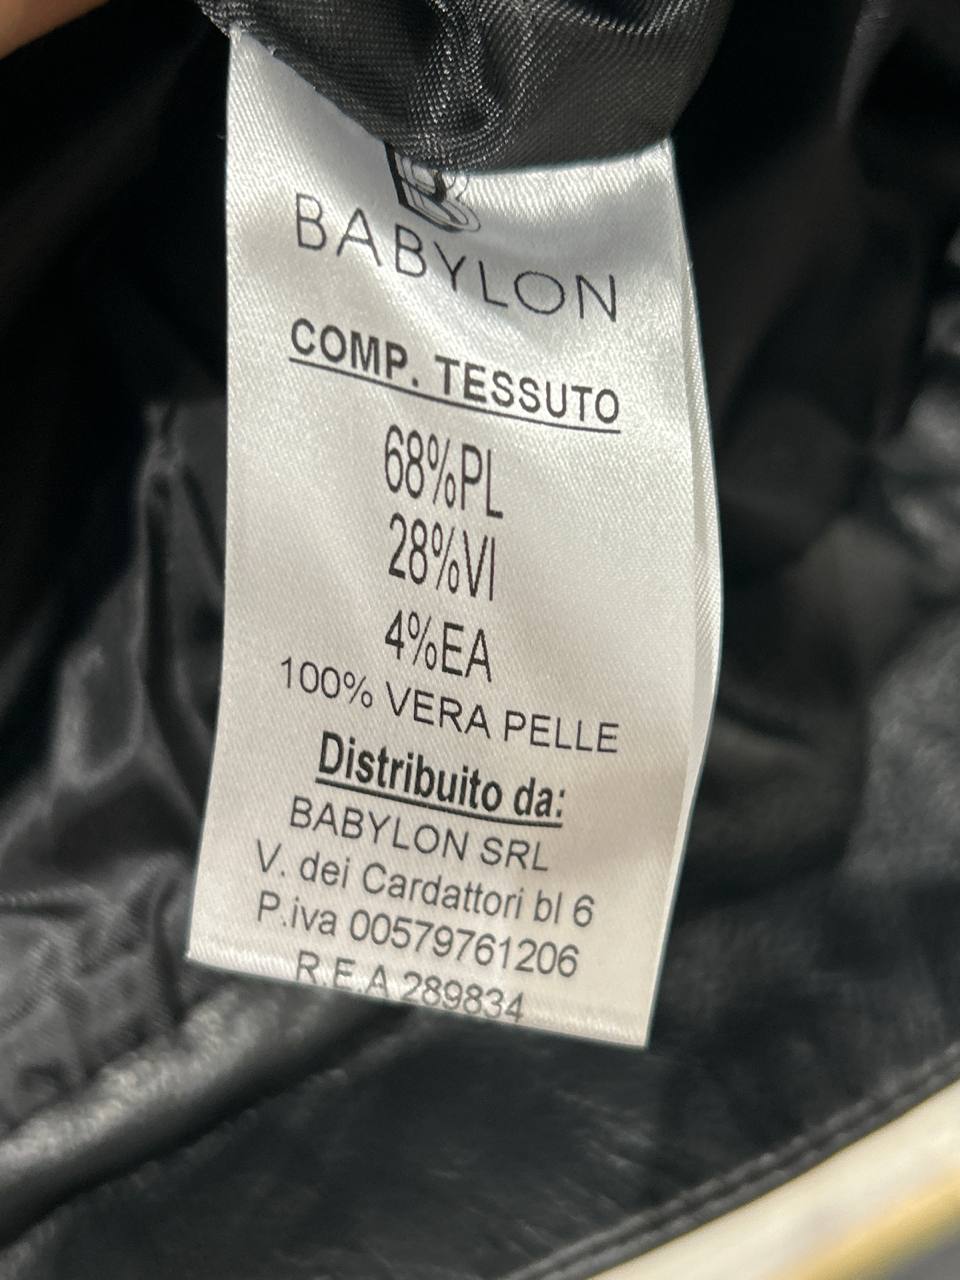 BABYLON
COMP. TESSUTO
68%PL
28%VI
4%EA
100% VERA PELLE
Distribuito da:
BABYLON SRL
V. dei Cardattori bl 6
P.iva 00579761206
R.E.A 289834